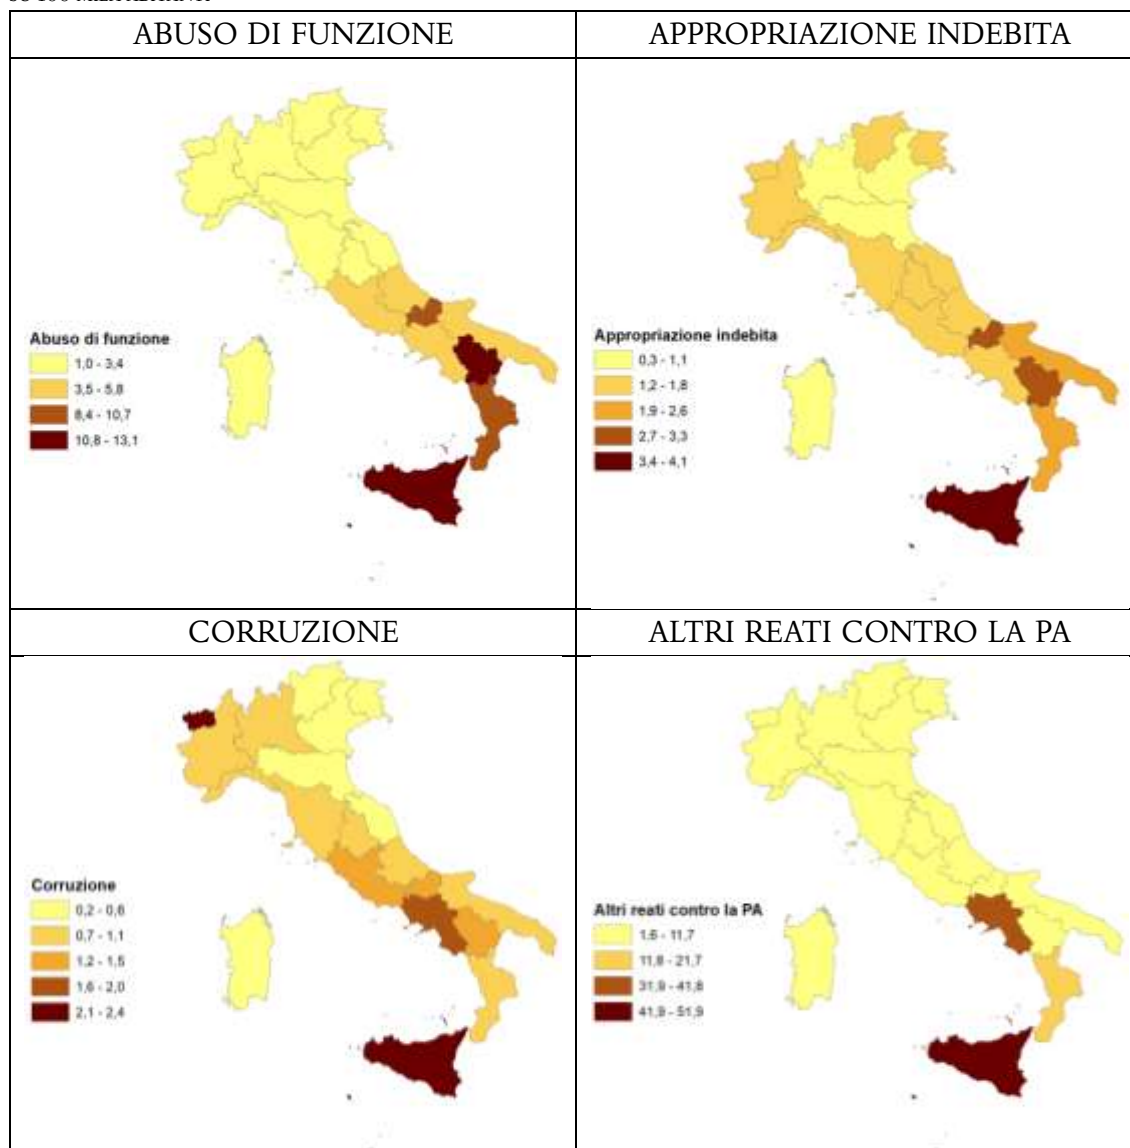 ABUSO DI FUNZIONE
APPROPRIAZIONE INDEBITA
Abuso di funzione
1,0 - 3,4
3,5 - 5,8
8,4 - 10,7
10,8 - 13,1
Appropriazione indebita
0,3 - 1,1
1,2 - 1,8
1,9 - 2,6
2,7 - 3,3
3,4 - 4,1
CORRUZIONE
ALTRI REATI CONTRO LA PA
Corruzione
0,2 - 0,6
0,7 - 1,1
1,2 - 1,5
1,6 - 2,0
2,1 - 2,4
Altri reati contro la PA
1,6 - 11,7
11,8 - 21,7
31,9 - 41,8
41,9 - 51,9